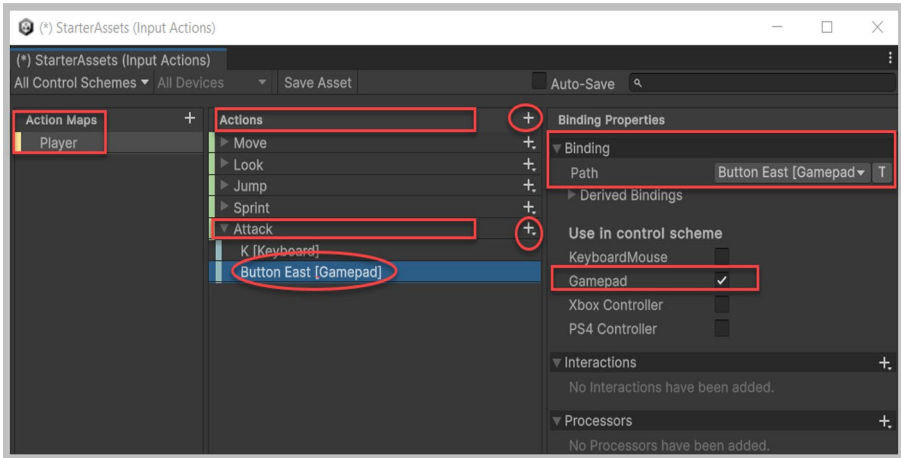 (*) StarterAssets (Input Actions)
(*) StarterAssets (Input Actions)
All Control Schemes All Devices Save Asset Auto-Save
Action Maps + Actions + Binding Properties
Player
Move +
Look +
Jump +
Sprint +
Attack +
K [Keyboard]
Button East [Gamepad]
Binding
Path Button East [Gamepad T
Derived Bindings
Use in control scheme
KeyboardMouse
Gamepad ✓
Xbox Controller
PS4 Controller
Interactions +
No Interactions have been added.
Processors +
No Processors have been added.